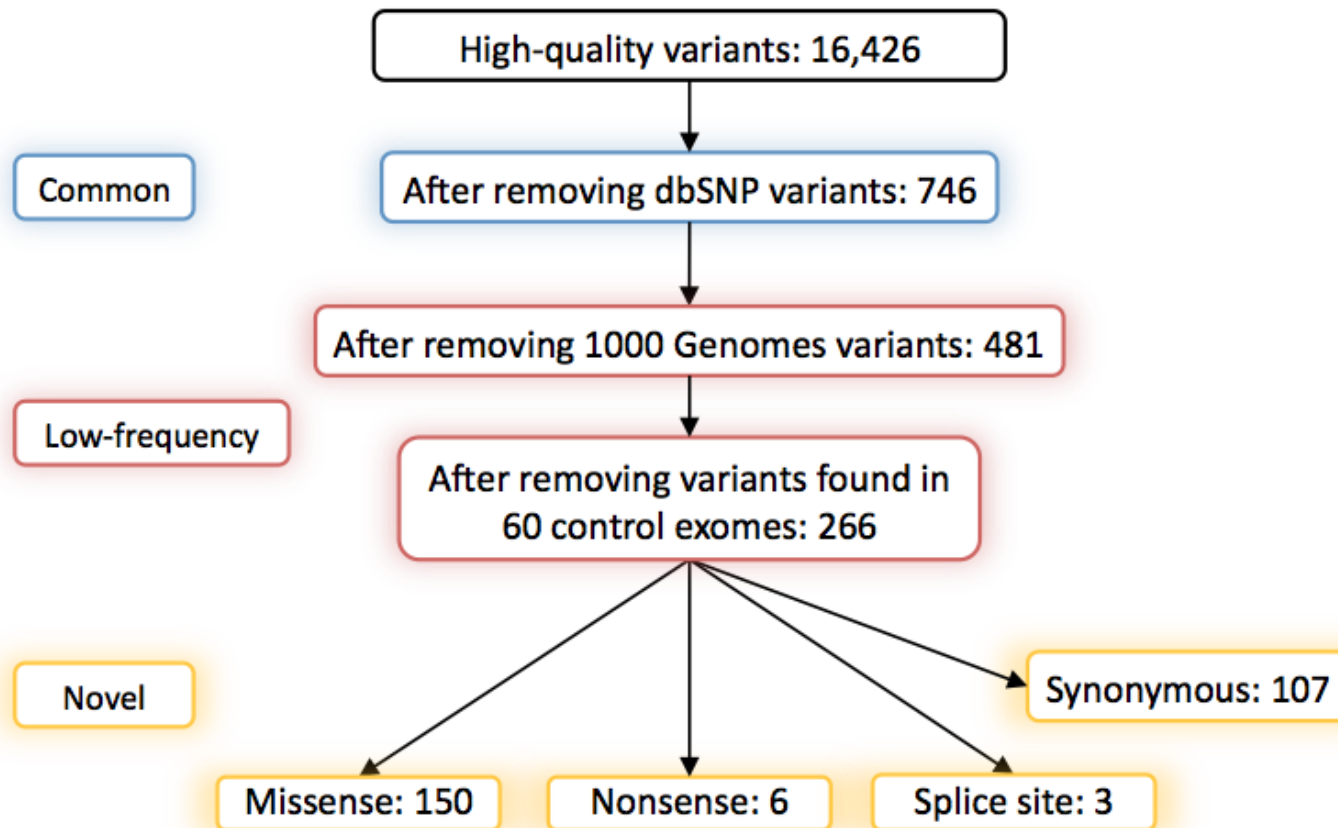 High-quality variants: 16,426
Common
After removing dbSNP variants: 746
After removing 1000 Genomes variants: 481
Low-frequency
After removing variants found in
60 control exomes: 266
Novel
Synonymous: 107
Missense: 150
Nonsense: 6
Splice site: 3